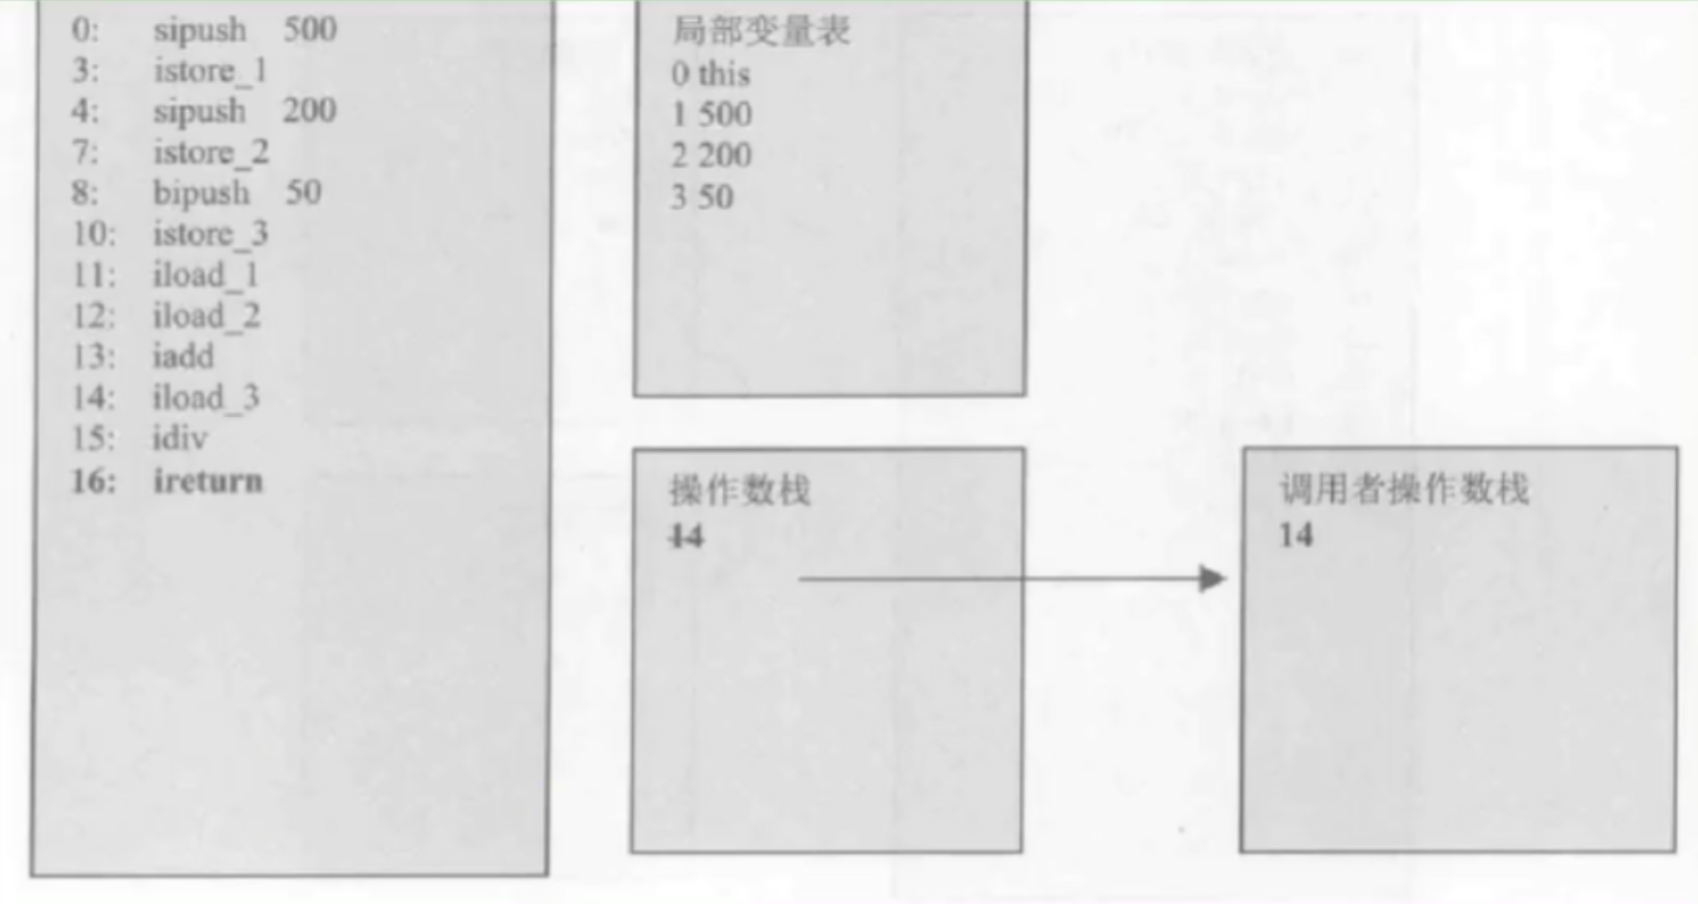 0: sipush 500
3: istore_1
4: sipush 200
7: istore_2
8: bipush 50
10: istore_3
11: iload_1
12: iload_2
13: iadd
14: iload_3
15: idiv
16: ireturn
局部变量表
0 this
1 500
2 200
3 50
操作数栈
14
调用者操作数栈
14